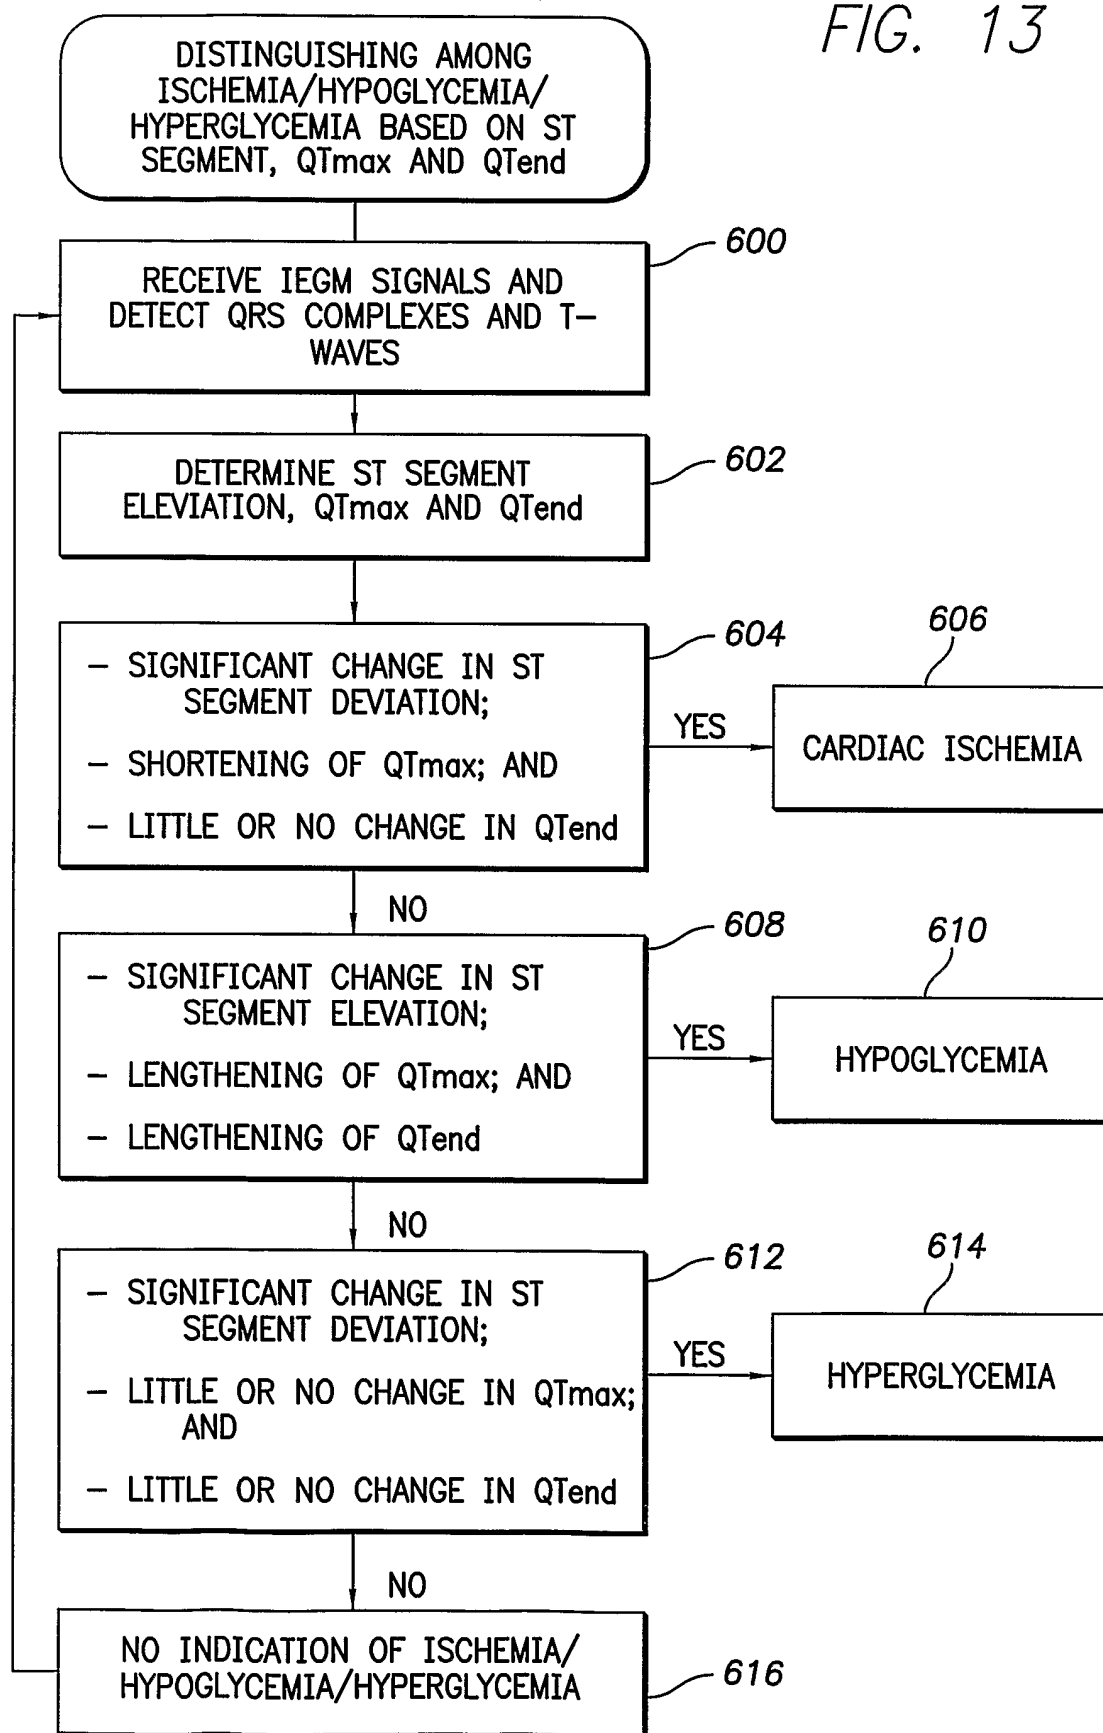 FIG. 13
DISTINGUISHING AMONG
ISCHEMIA/HYPOGLYCEMIA/
HYPERGLYCEMIA BASED ON ST
SEGMENT, QTmax AND QTend
600
RECEIVE IEGM SIGNALS AND
DETECT QRS COMPLEXES AND T–
WAVES
602
DETERMINE ST SEGMENT
ELEVIATION, QTmax AND QTend
604
– SIGNIFICANT CHANGE IN ST
SEGMENT DEVIATION;
– SHORTENING OF QTmax; AND
– LITTLE OR NO CHANGE IN QTend
YES
606
CARDIAC ISCHEMIA
NO
608
– SIGNIFICANT CHANGE IN ST
SEGMENT ELEVATION;
– LENGTHENING OF QTmax; AND
– LENGTHENING OF QTend
YES
610
HYPOGLYCEMIA
NO
612
– SIGNIFICANT CHANGE IN ST
SEGMENT DEVIATION;
– LITTLE OR NO CHANGE IN QTmax;
AND
– LITTLE OR NO CHANGE IN QTend
YES
614
HYPERGLYCEMIA
NO
NO INDICATION OF ISCHEMIA/
HYPOGLYCEMIA/HYPERGLYCEMIA
616